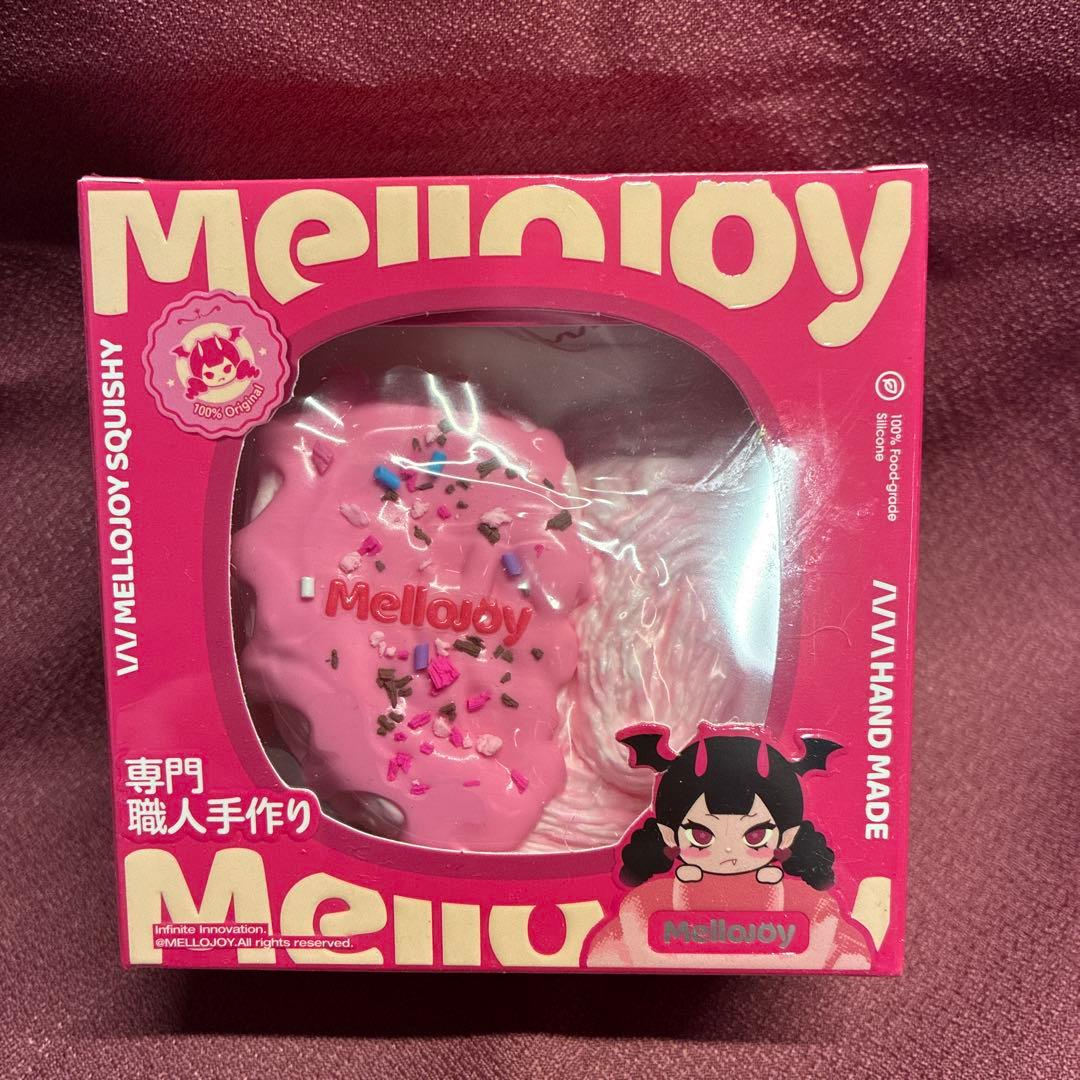 Mellojoy
100% Original
MELLOJOY SQUISHY
100% Food-grade
Silicone
HAND MADE
Mellojoy
専門
職人手作り
Infinite Innovation.
@MELLOJOY.All rights reserved.
Mellojoy